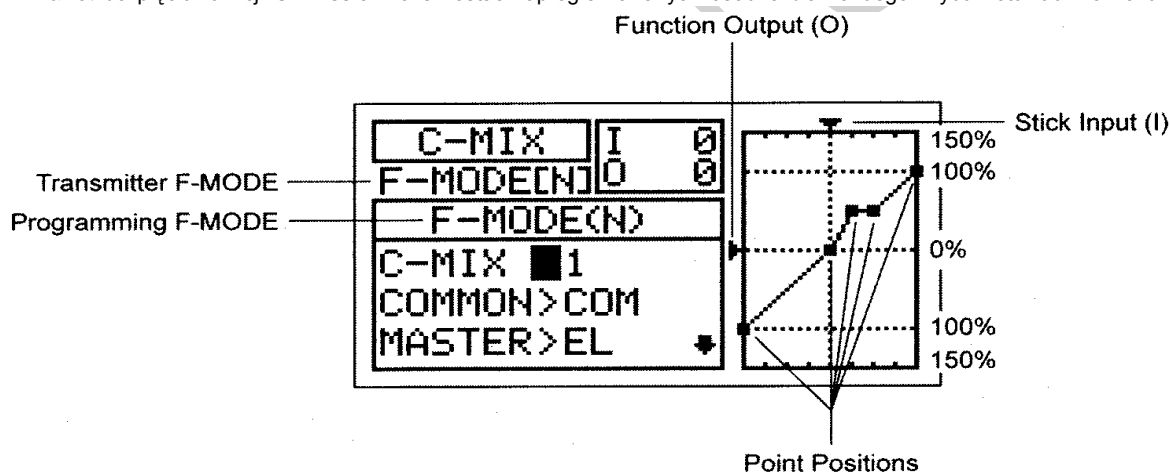 Function Output (O)
Stick Input (I)
C-MIX
I 0
O 0
150%
100%
Transmitter F-MODE
F-MODE[N]
Programming F-MODE
F-MODE(N)
0%
C-MIX 1
COMMON>COM
MASTER>EL
100%
150%
Point Positions